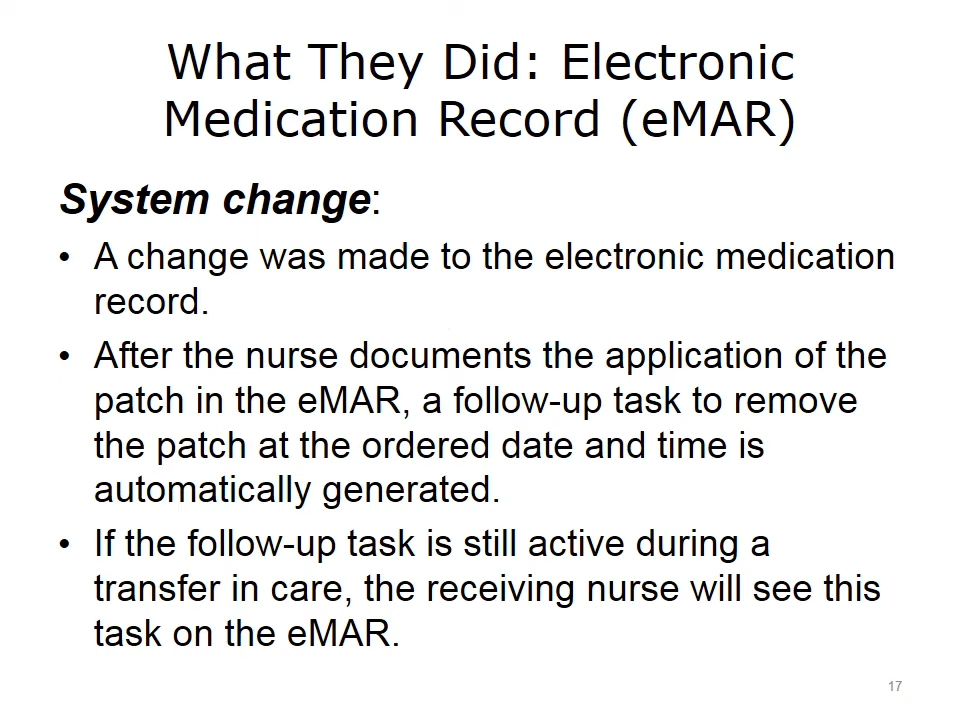 What They Did: Electronic
Medication Record (eMAR)
System change:
• A change was made to the electronic medication
record.
• After the nurse documents the application of the
patch in the eMAR, a follow-up task to remove
the patch at the ordered date and time is
automatically generated.
• If the follow-up task is still active during a
transfer in care, the receiving nurse will see this
task on the eMAR.
17